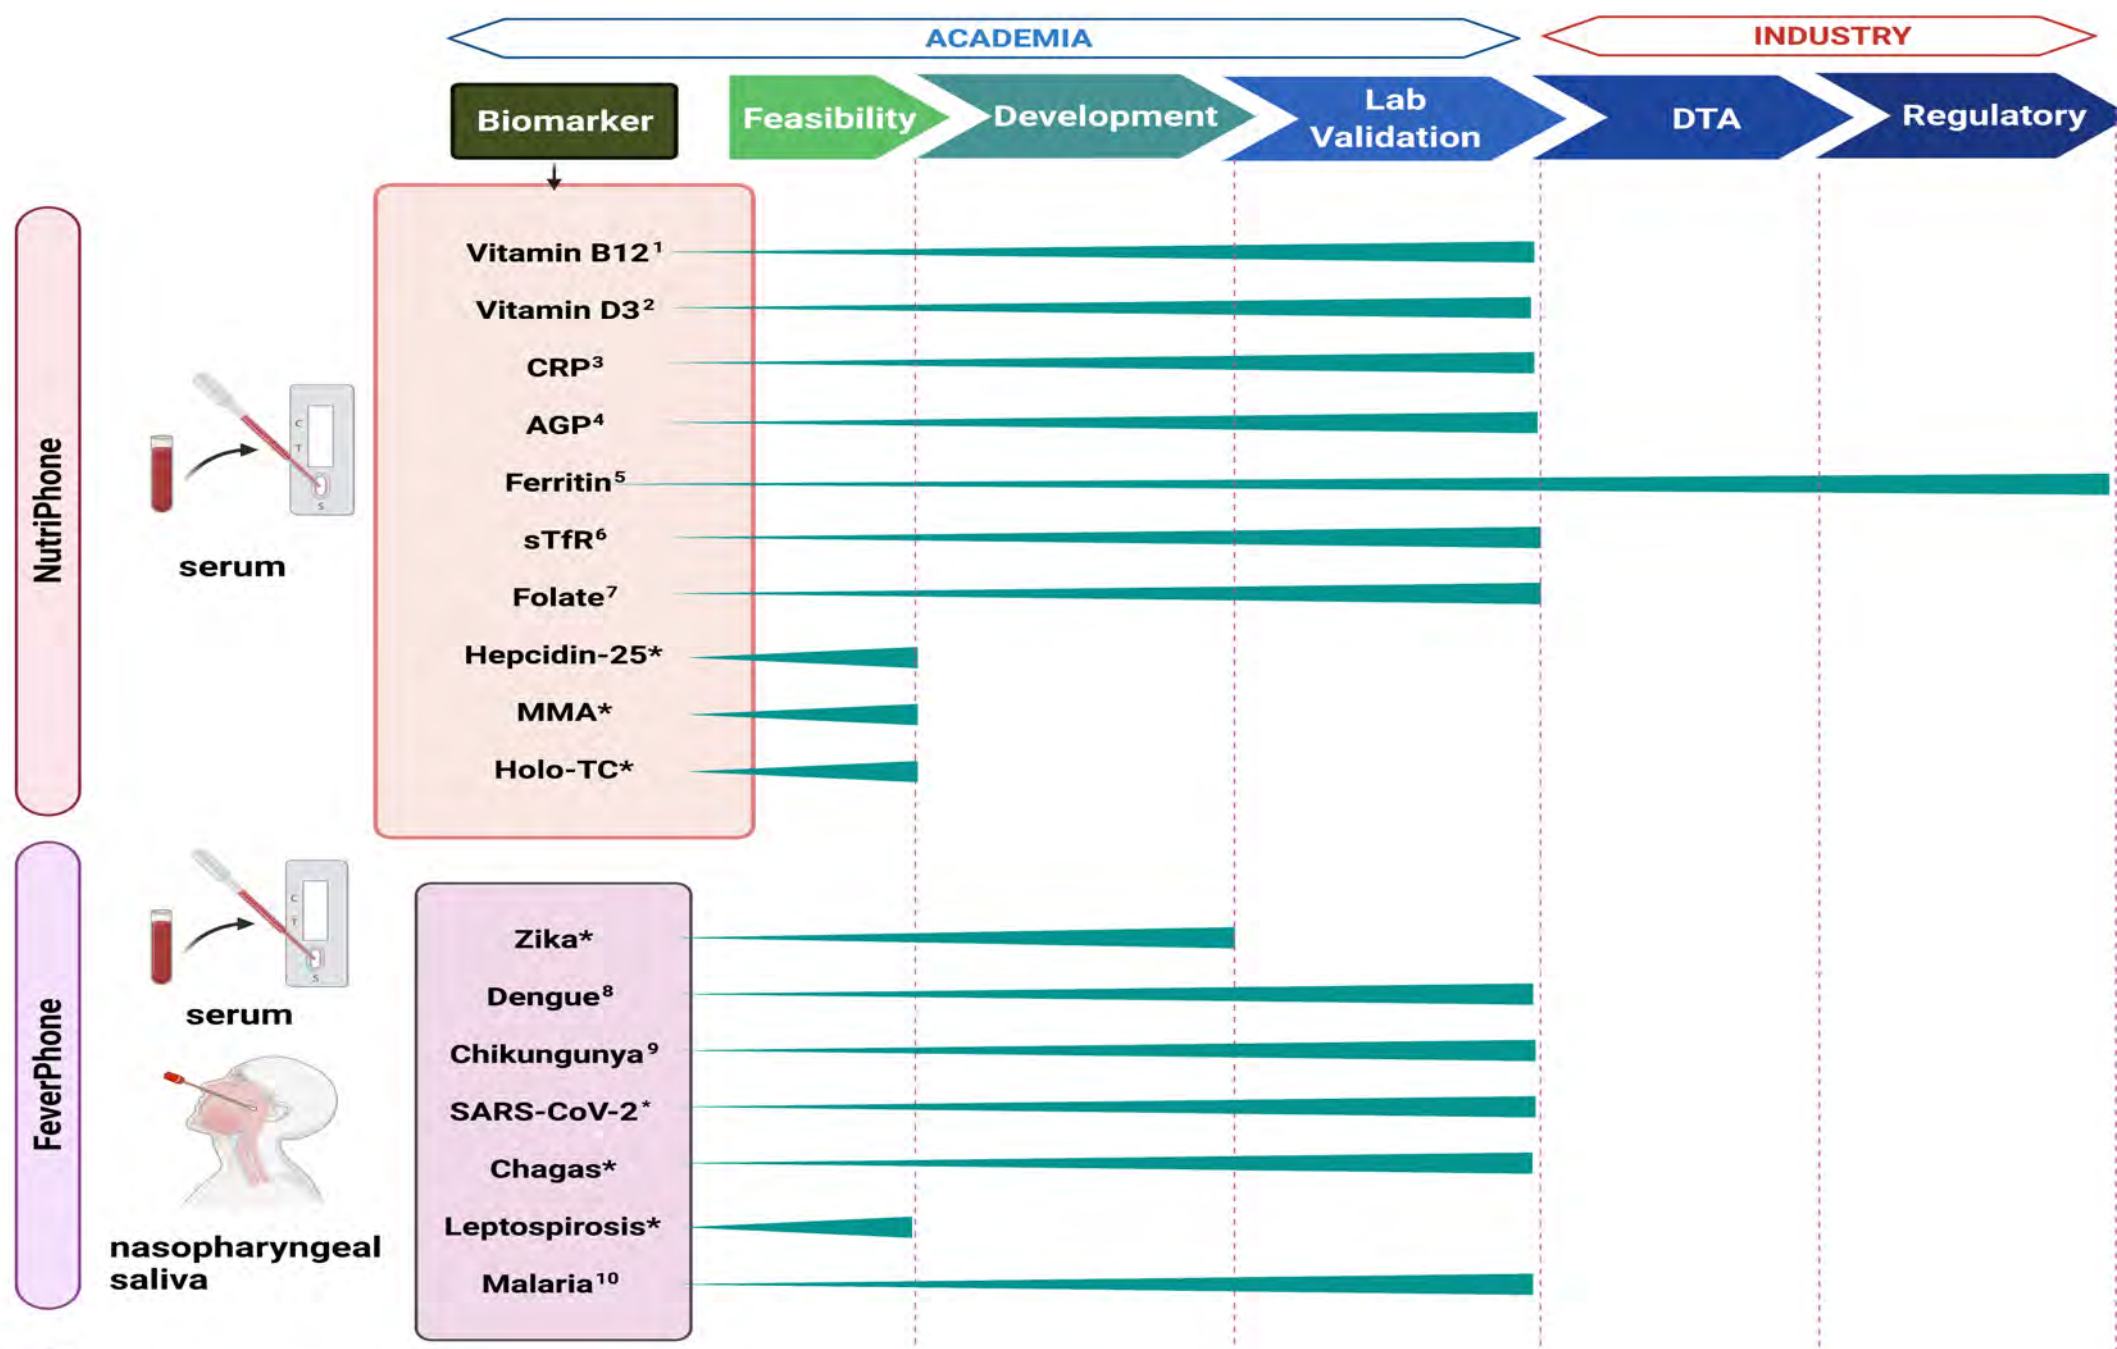 ACADEMIA
INDUSTRY
Biomarker
Feasibility
Development
Lab
Validation
DTA
Regulatory
NutriPhone
C
T
S
serum
Vitamin B12¹
Vitamin D3²
CRP³
AGP⁴
Ferritin⁵
sTfR⁶
Folate⁷
Hepcidin-25*
MMA*
Holo-TC*
FeverPhone
C
T
S
serum
nasopharyngeal
saliva
Zika*
Dengue⁸
Chikungunya⁹
SARS-CoV-2*
Chagas*
Leptospirosis*
Malaria¹⁰